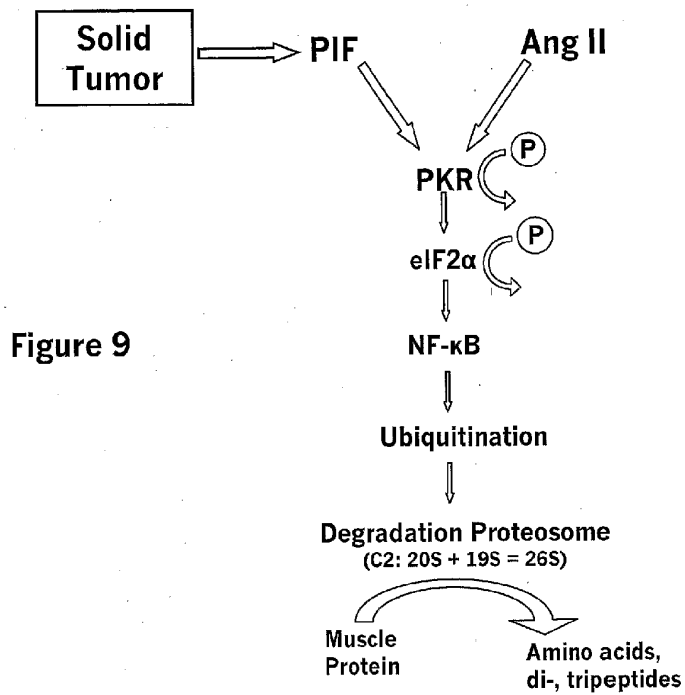 Solid
Tumor
PIF
Ang II
P
PKR
P
eIF2α
NF-κB
Figure 9
Ubiquitination
Degradation Proteosome
(C2: 20S + 19S = 26S)
Muscle
Protein
Amino acids,
di-, tripeptides